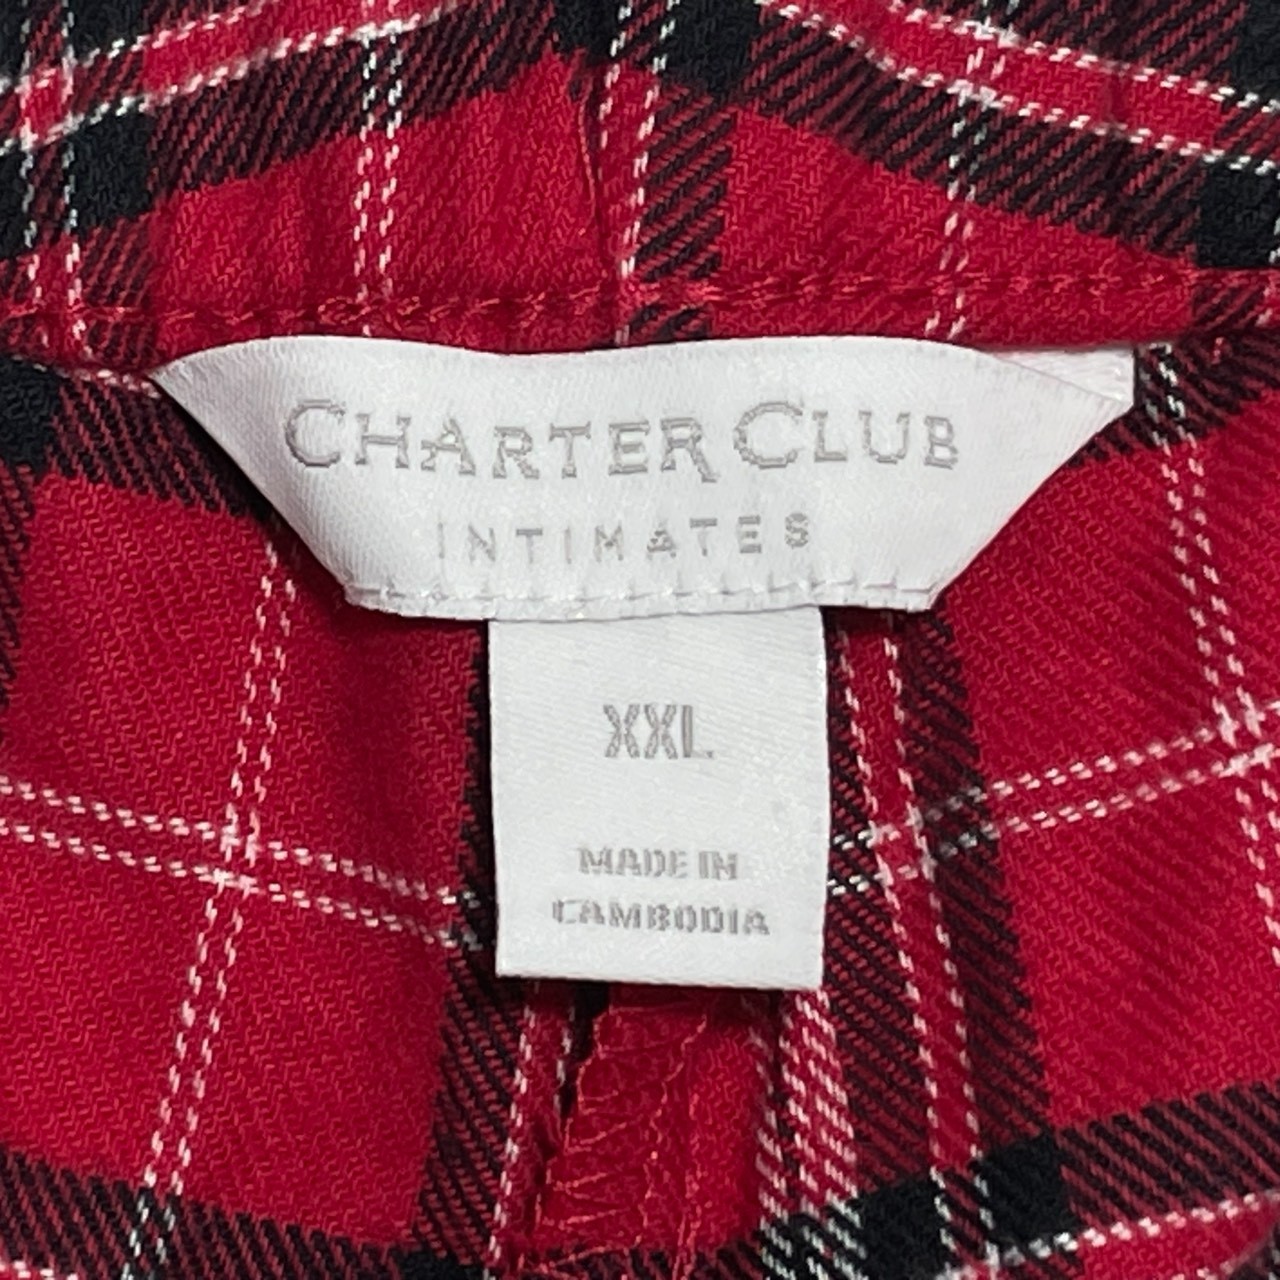 CHARTER CLUB
INTIMATES
XXL
MADE IN
CAMBODIA